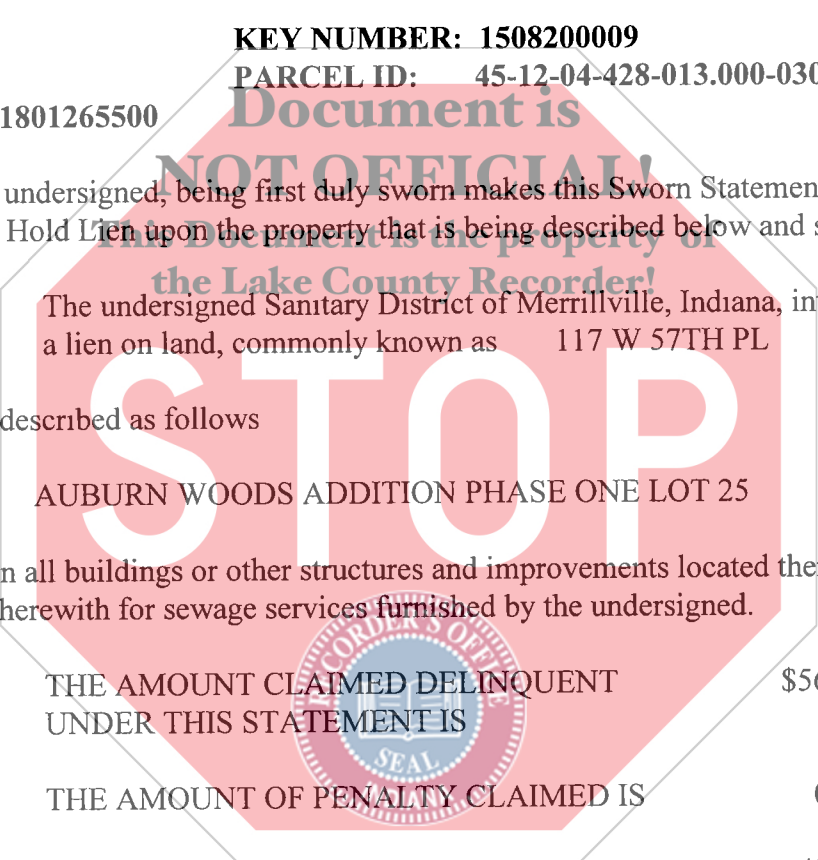 KEY NUMBER: 1508200009
PARCEL ID: 45-12-04-428-013.000-030
1801265500
Document is
NOT OFFICIAL!
undersigned, being first duly sworn makes this Sworn Statemen
This Document is the property of
Hold Lien upon the property that is being described below and s
the Lake County Recorder!
The undersigned Sanitary District of Merrillville, Indiana, in
a lien on land, commonly known as 117 W 57TH PL
STOP
described as follows
AUBURN WOODS ADDITION PHASE ONE LOT 25
n all buildings or other structures and improvements located the
herewith for sewage services furnished by the undersigned.
RECORDER'S OFFICE
THE AMOUNT CLAIMED DELINQUENT $5
UNDER THIS STATEMENT IS
SEAL
THE AMOUNT OF PENALTY CLAIMED IS